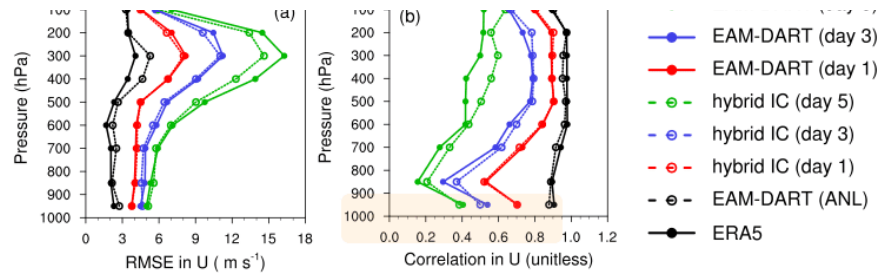 (a)
(b)
100
200
300
400
500
600
700
800
900
1000
Pressure (hPa)
0 3 6 9 12 15 18
RMSE in U ( m s⁻¹)
100
200
300
400
500
600
700
800
900
1000
Pressure (hPa)
0.0 0.2 0.4 0.6 0.8 1.0 1.2
Correlation in U (unitless)
EAM-DART (day 3)
EAM-DART (day 1)
hybrid IC (day 5)
hybrid IC (day 3)
hybrid IC (day 1)
EAM-DART (ANL)
ERA5